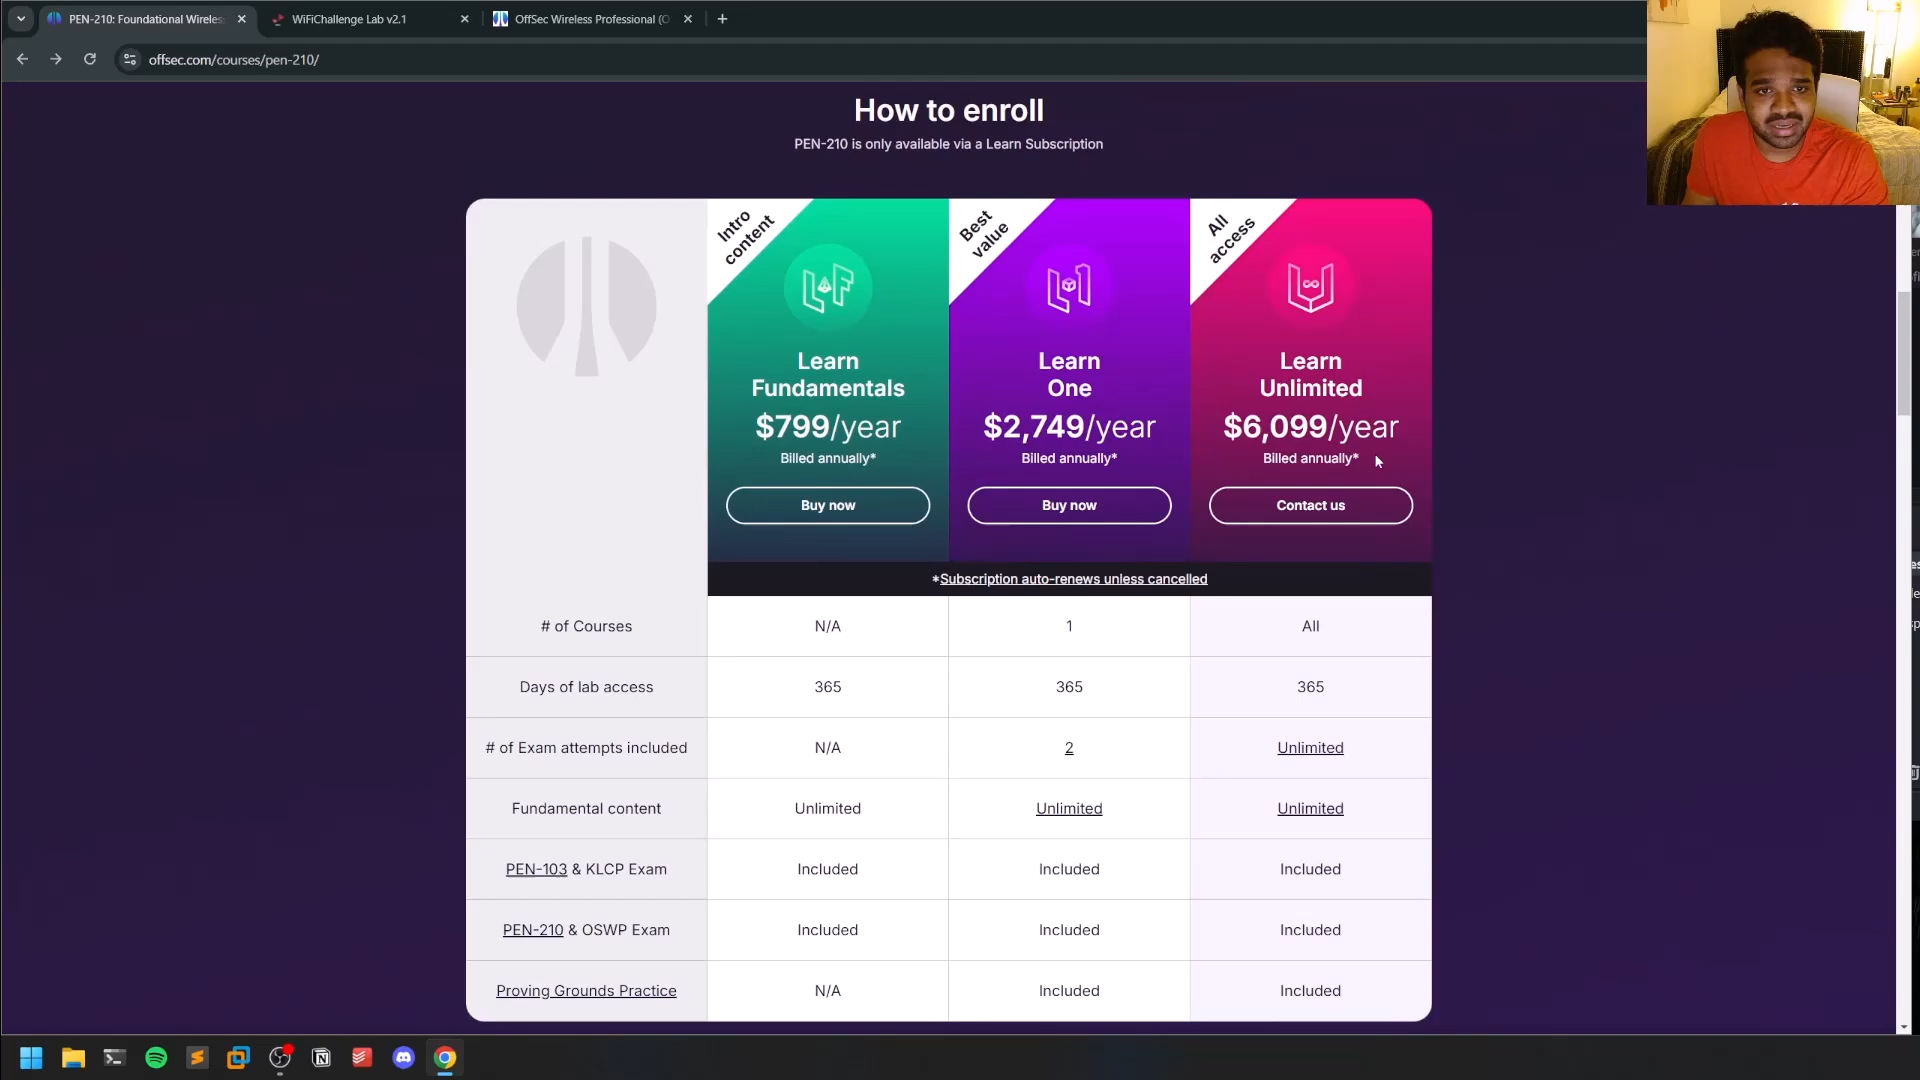 PEN-210: Foundational Wireles
WiFiChallenge Lab v2.1
OffSec Wireless Professional (O
offsec.com/courses/pen-210/
How to enroll
PEN-210 is only available via a Learn Subscription
Intro
content
Best
value
All
access
Learn
Fundamentals
$799/year
Billed annually*
Buy now
Learn
One
$2,749/year
Billed annually*
Buy now
Learn
Unlimited
$6,099/year
Billed annually*
Contact us
*Subscription auto-renews unless cancelled
# of Courses N/A 1 All
Days of lab access 365 365 365
# of Exam attempts included N/A 2 Unlimited
Fundamental content Unlimited Unlimited Unlimited
PEN-103 & KLCP Exam Included Included Included
PEN-210 & OSWP Exam Included Included Included
Proving Grounds Practice N/A Included Included